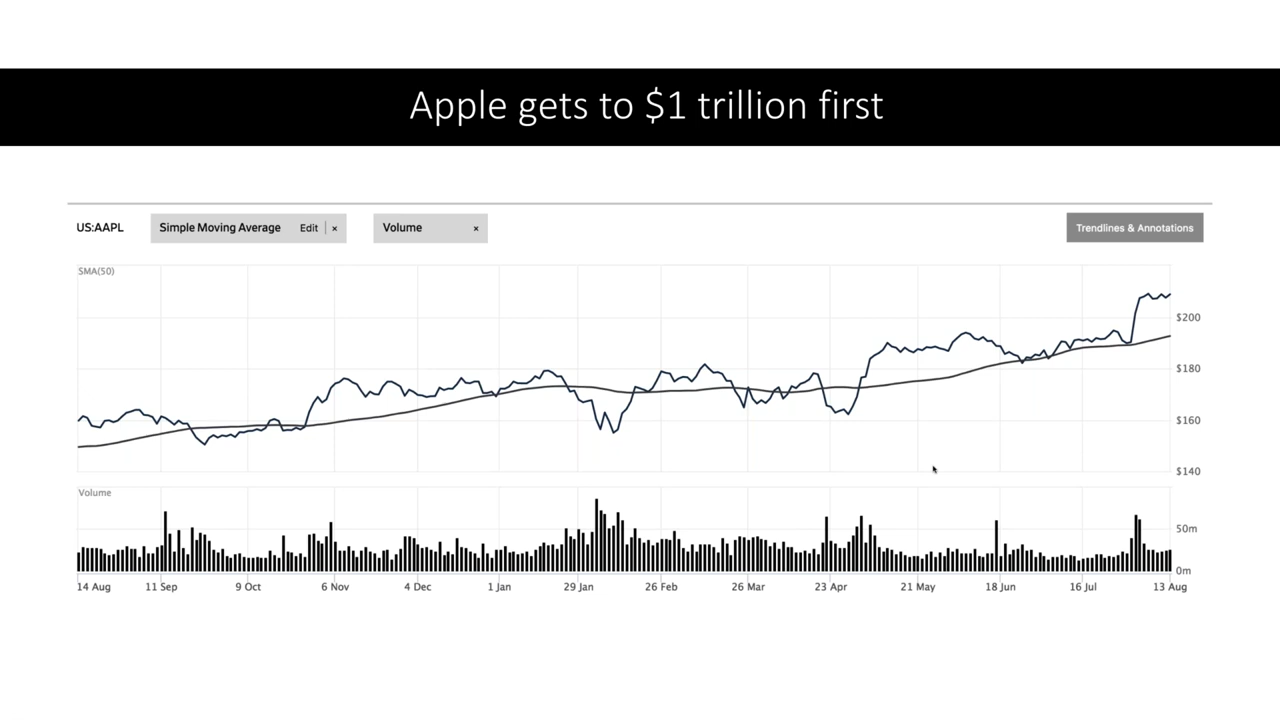 Apple gets to $1 trillion first
US:AAPL
Simple Moving Average Edit | ×
Volume ×
Trendlines & Annotations
SMA(50)
$200
$180
$160
$140
Volume
50m
0m
14 Aug 11 Sep 9 Oct 6 Nov 4 Dec 1 Jan 29 Jan 26 Feb 26 Mar 23 Apr 21 May 18 Jun 16 Jul 13 Aug